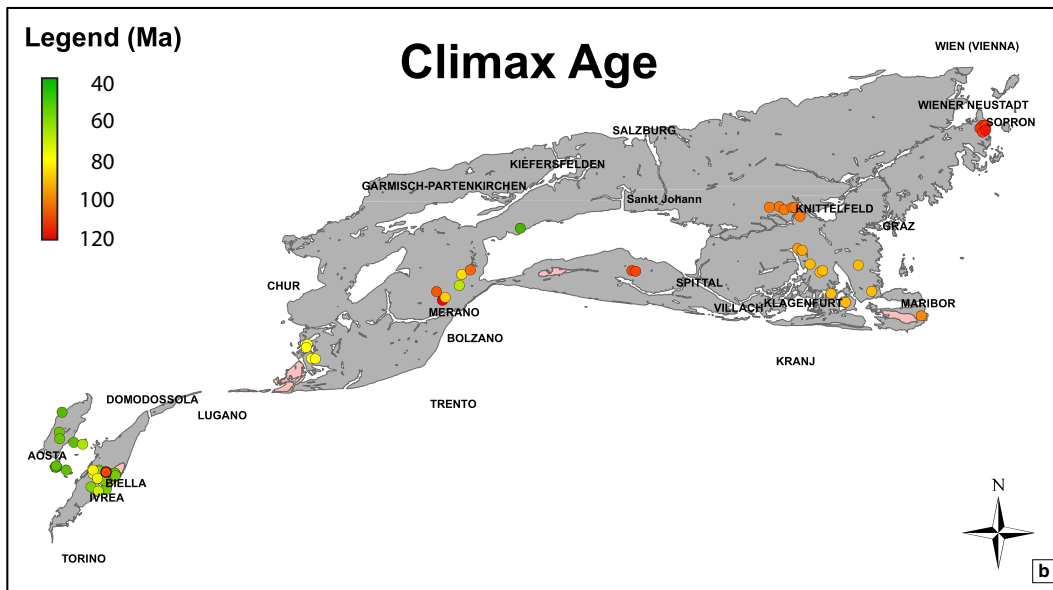 Legend (Ma)
Climax Age
40
60
80
100
120
WIEN (VIENNA)
WIENER NEUSTADT
SOPRON
SALZBURG
KIEFERSFELDEN
GARMISCH-PARTENKIRCHEN
Sankt Johann
KNITTELFELD
GRAZ
CHUR
SPITTAL
VILLACH
KLAGENFURT
MARIBOR
MERANO
BOLZANO
KRANJ
DOMODOSSOLA
TRENTO
LUGANO
AOSTA
BIELLA
IVREA
TORINO
N
b